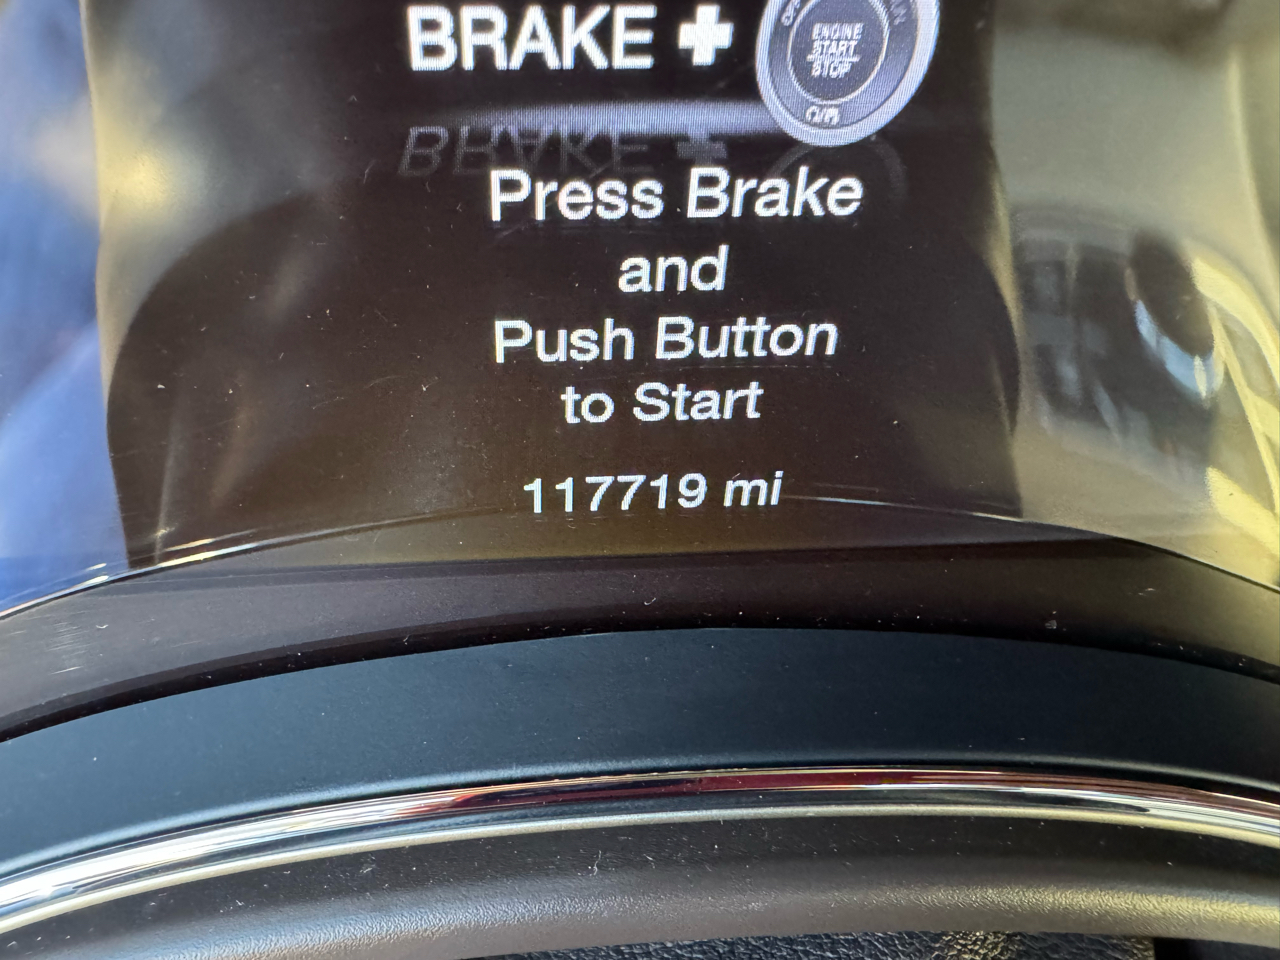 BRAKE +
ENGINE
START
STOP
Press Brake
and
Push Button
to Start
117719 mi